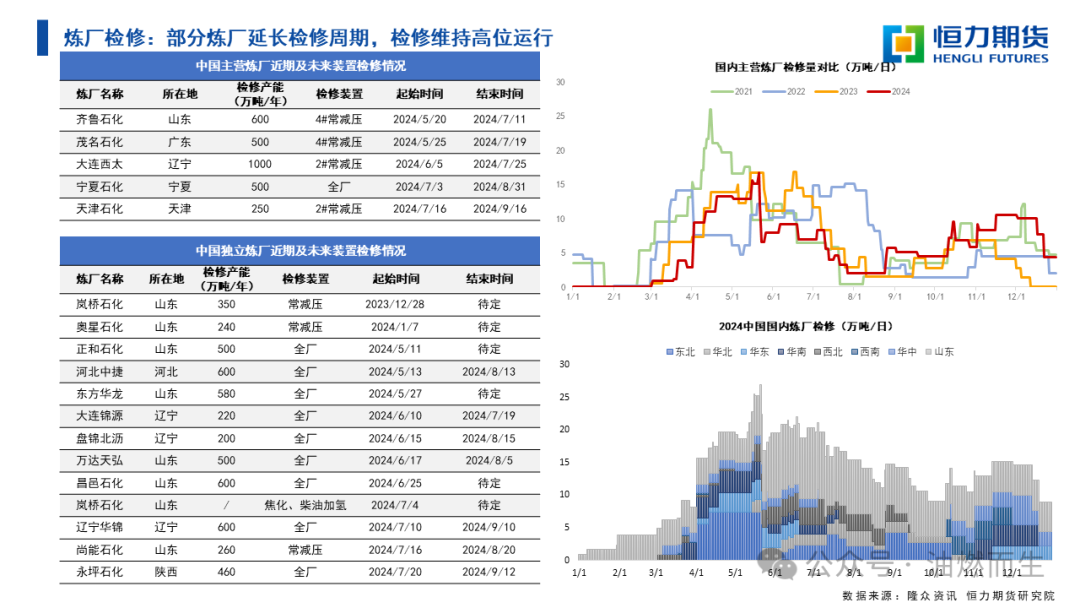 炼厂检修：部分炼厂延长检修周期，检修维持高位运行
恒力期货
HENGLI FUTURES
中国主营炼厂近期及未来装置检修情况
炼厂名称 所在地 检修产能（万吨/年） 检修装置 起始时间 结束时间
齐鲁石化 山东 600 4#常减压 2024/5/20 2024/7/11
茂名石化 广东 500 4#常减压 2024/5/25 2024/7/19
大连西太 辽宁 1000 2#常减压 2024/6/5 2024/7/25
宁夏石化 宁夏 500 全厂 2024/7/3 2024/8/31
天津石化 天津 250 2#常减压 2024/7/16 2024/9/16
中国独立炼厂近期及未来装置检修情况
炼厂名称 所在地 检修产能（万吨/年） 检修装置 起始时间 结束时间
岚桥石化 山东 350 常减压 2023/12/28 待定
奥星石化 山东 240 常减压 2024/1/7 待定
正和石化 山东 500 全厂 2024/5/11 待定
河北中捷 河北 600 全厂 2024/5/13 2024/8/13
东方华龙 山东 580 全厂 2024/5/27 待定
大连锦源 辽宁 220 全厂 2024/6/10 2024/7/19
盘锦北沥 辽宁 200 全厂 2024/6/15 2024/8/15
万达天弘 山东 500 全厂 2024/6/17 2024/8/5
昌邑石化 山东 600 全厂 2024/6/25 待定
岚桥石化 山东 / 焦化、柴油加氢 2024/7/4 待定
辽宁华锦 辽宁 600 全厂 2024/7/10 2024/9/10
尚能石化 山东 260 常减压 2024/7/16 2024/8/20
永坪石化 陕西 460 全厂 2024/7/20 2024/9/12
国内主营炼厂检修量对比（万吨/日）
2021 2022 2023 2024
30
25
20
15
10
5
0
1/1 2/1 3/1 4/1 5/1 6/1 7/1 8/1 9/1 10/1 11/1 12/1
2024中国国内炼厂检修（万吨/日）
东北 华北 华东 华南 西北 西南 华中 山东
30
25
20
15
10
5
0
1/1 2/1 3/1 4/1 5/1 6/1 7/1 8/1 9/1 10/1 11/1 12/1
公众号·油燃而生
数据来源：隆众资讯 恒力期货研究院